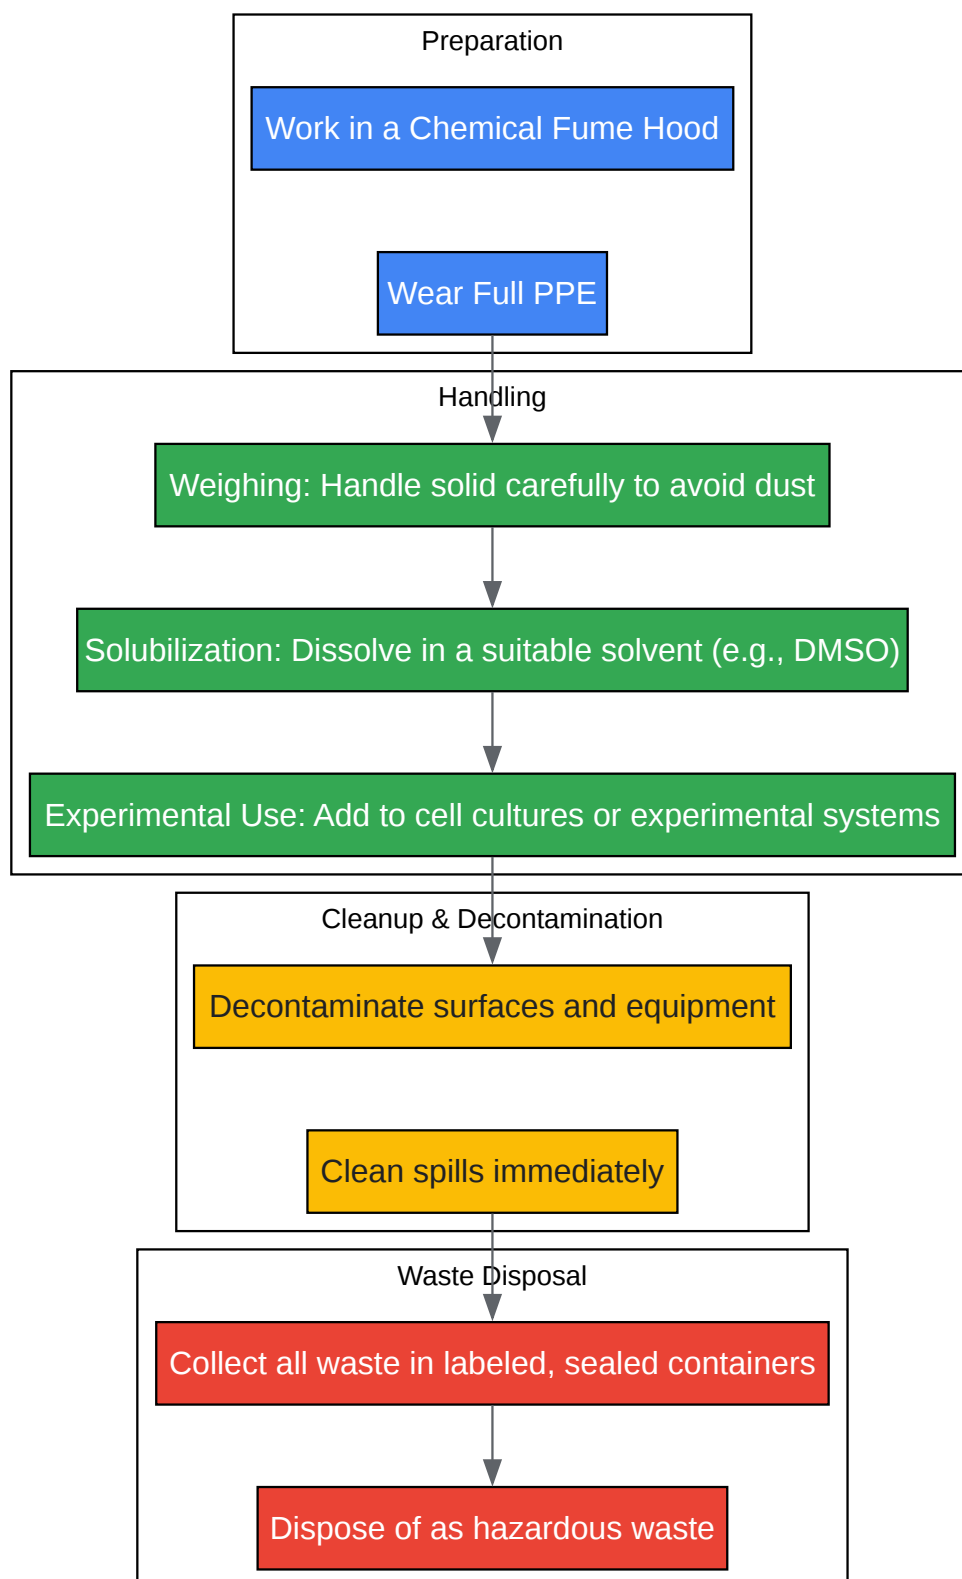 Preparation
Work in a Chemical Fume Hood
Wear Full PPE
Handling
Weighing: Handle solid carefully to avoid dust
Solubilization: Dissolve in a suitable solvent (e.g., DMSO)
Experimental Use: Add to cell cultures or experimental systems
Cleanup & Decontamination
Decontaminate surfaces and equipment
Clean spills immediately
Waste Disposal
Collect all waste in labeled, sealed containers
Dispose of as hazardous waste